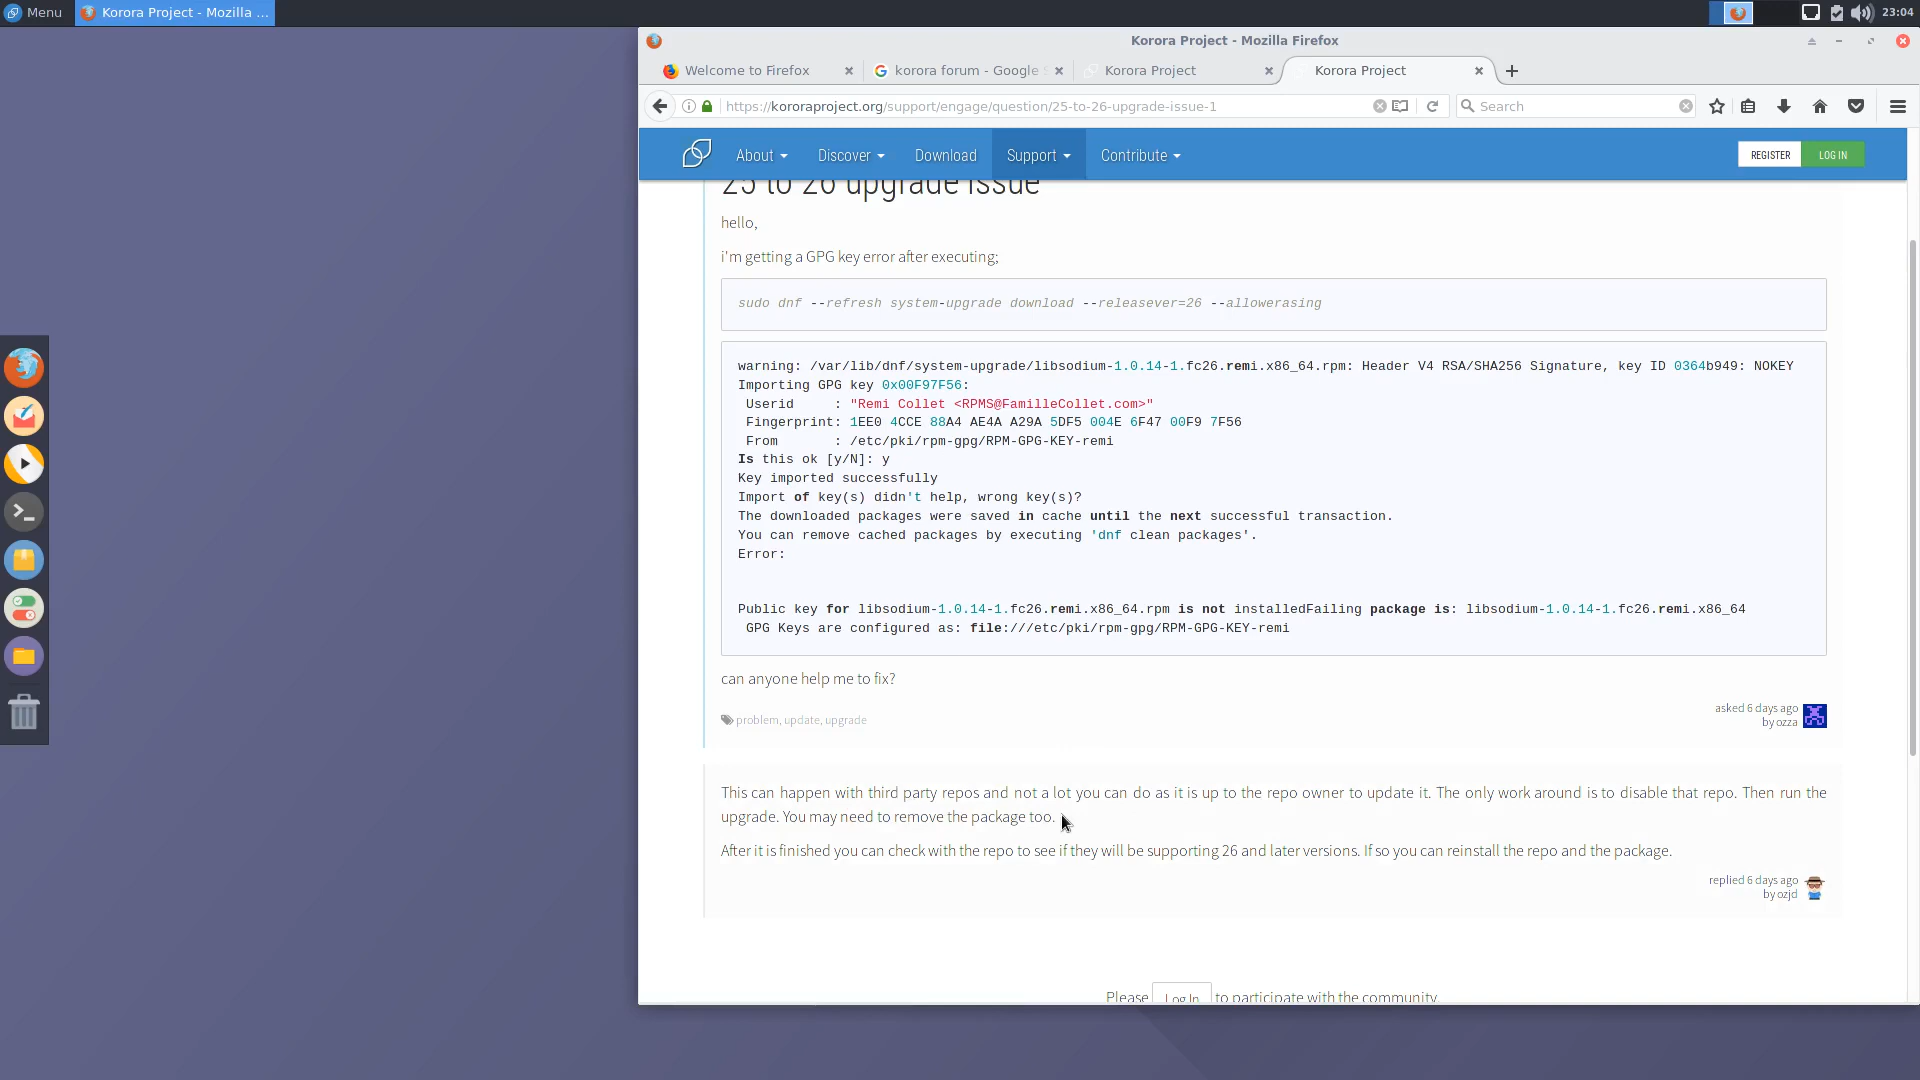 Menu
Korora Project - Mozilla ...
23:04
Korora Project - Mozilla Firefox
Welcome to Firefox
korora forum - Google S
Korora Project
Korora Project
https://kororaproject.org/support/engage/question/25-to-26-upgrade-issue-1
Search
About
Discover
Download
Support
Contribute
REGISTER
LOG IN
25 to 26 upgrade issue
hello,
i'm getting a GPG key error after executing;
sudo dnf --refresh system-upgrade download --releasever=26 --allowerasing
warning: /var/lib/dnf/system-upgrade/libsodium-1.0.14-1.fc26.remi.x86_64.rpm: Header V4 RSA/SHA256 Signature, key ID 0364b949: NOKEY
Importing GPG key 0x00F97F56:
Userid     : "Remi Collet <RPMS@FamilleCollet.com>"
Fingerprint: 1EE0 4CCE 88A4 AE4A A29A 5DF5 004E 6F47 00F9 7F56
From       : /etc/pki/rpm-gpg/RPM-GPG-KEY-remi
Is this ok [y/N]: y
Key imported successfully
Import of key(s) didn't help, wrong key(s)?
The downloaded packages were saved in cache until the next successful transaction.
You can remove cached packages by executing 'dnf clean packages'.
Error:
Public key for libsodium-1.0.14-1.fc26.remi.x86_64.rpm is not installedFailing package is: libsodium-1.0.14-1.fc26.remi.x86_64
GPG Keys are configured as: file:///etc/pki/rpm-gpg/RPM-GPG-KEY-remi
can anyone help me to fix?
problem, update, upgrade
asked 6 days ago
by ozza
This can happen with third party repos and not a lot you can do as it is up to the repo owner to update it. The only work around is to disable that repo. Then run the
upgrade. You may need to remove the package too.
After it is finished you can check with the repo to see if they will be supporting 26 and later versions. If so you can reinstall the repo and the package.
replied 6 days ago
by ozjd
Please Log In to participate with the community.